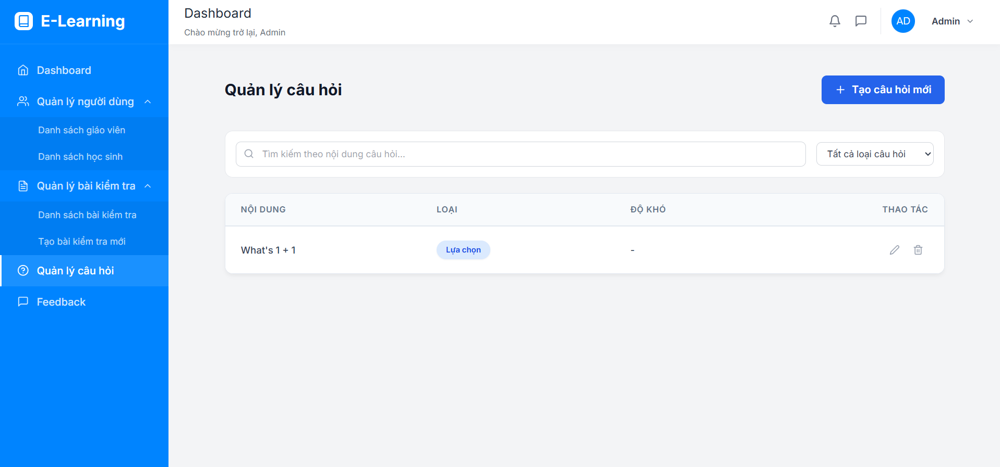 E-Learning
Dashboard
Quản lý người dùng
Danh sách giáo viên
Danh sách học sinh
Quản lý bài kiểm tra
Danh sách bài kiểm tra
Tạo bài kiểm tra mới
Quản lý câu hỏi
Feedback
Dashboard
Chào mừng trở lại, Admin
AD
Admin
Quản lý câu hỏi
Tạo câu hỏi mới
Tìm kiếm theo nội dung câu hỏi...
Tất cả loại câu hỏi
NỘI DUNG LOẠI ĐỘ KHÓ THAO TÁC
What's 1 + 1 Lựa chọn -